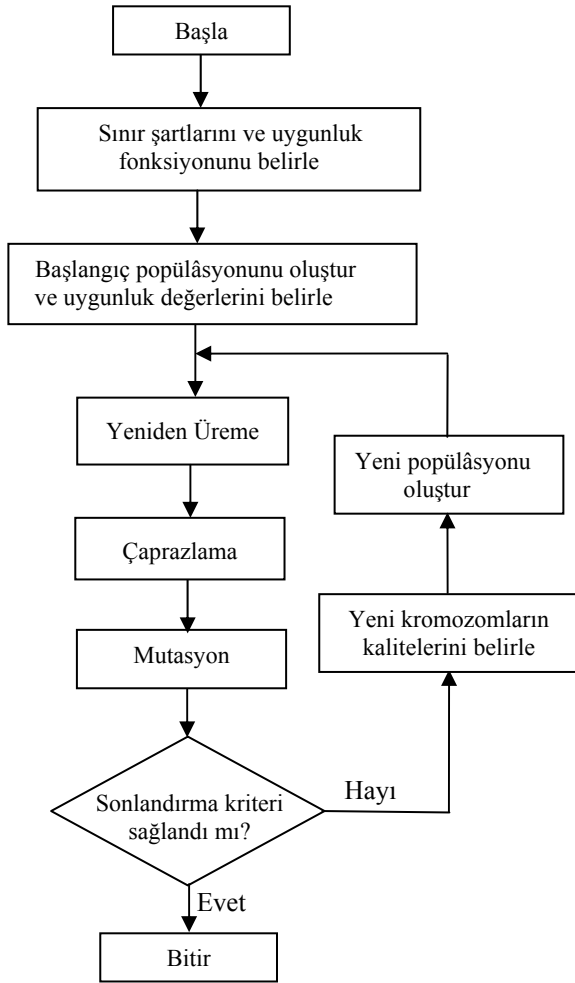 Başla
Sınır şartlarını ve uygunluk
fonksiyonunu belirle
Başlangıç popülâsyonunu oluştur
ve uygunluk değerlerini belirle
Yeniden Üreme
Çaprazlama
Mutasyon
Sonlandırma kriteri
sağlandı mı?
Hayı
Yeni kromozomların
kalitelerini belirle
Yeni popülâsyonu
oluştur
Evet
Bitir